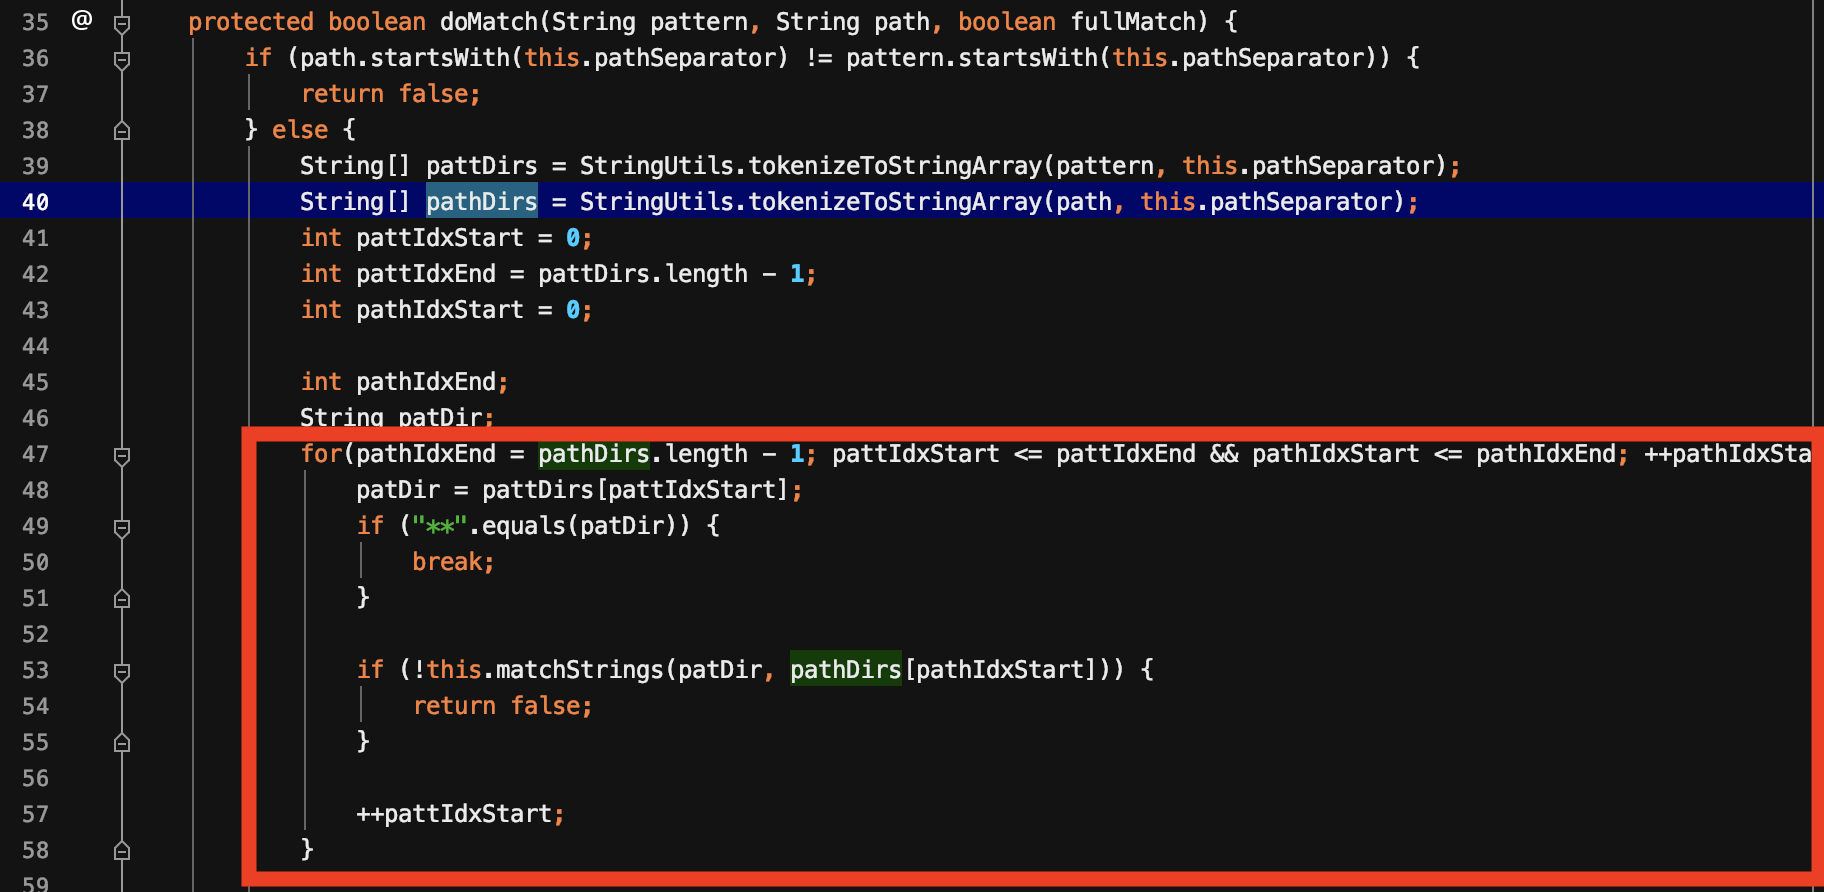 35 @ protected boolean doMatch(String pattern, String path, boolean fullMatch) {
36 if (path.startsWith(this.pathSeparator) != pattern.startsWith(this.pathSeparator)) {
37 return false;
38 } else {
39 String[] pattDirs = StringUtils.tokenizeToStringArray(pattern, this.pathSeparator);
40 String[] pathDirs = StringUtils.tokenizeToStringArray(path, this.pathSeparator);
41 int pattIdxStart = 0;
42 int pattIdxEnd = pattDirs.length - 1;
43 int pathIdxStart = 0;
44
45 int pathIdxEnd;
46 String patDir;
47 for(pathIdxEnd = pathDirs.length - 1; pattIdxStart <= pattIdxEnd && pathIdxStart <= pathIdxEnd; ++pathIdxSta
48 patDir = pattDirs[pattIdxStart];
49 if ("**".equals(patDir)) {
50 break;
51 }
52
53 if (!this.matchStrings(patDir, pathDirs[pathIdxStart])) {
54 return false;
55 }
56
57 ++pattIdxStart;
58 }
59